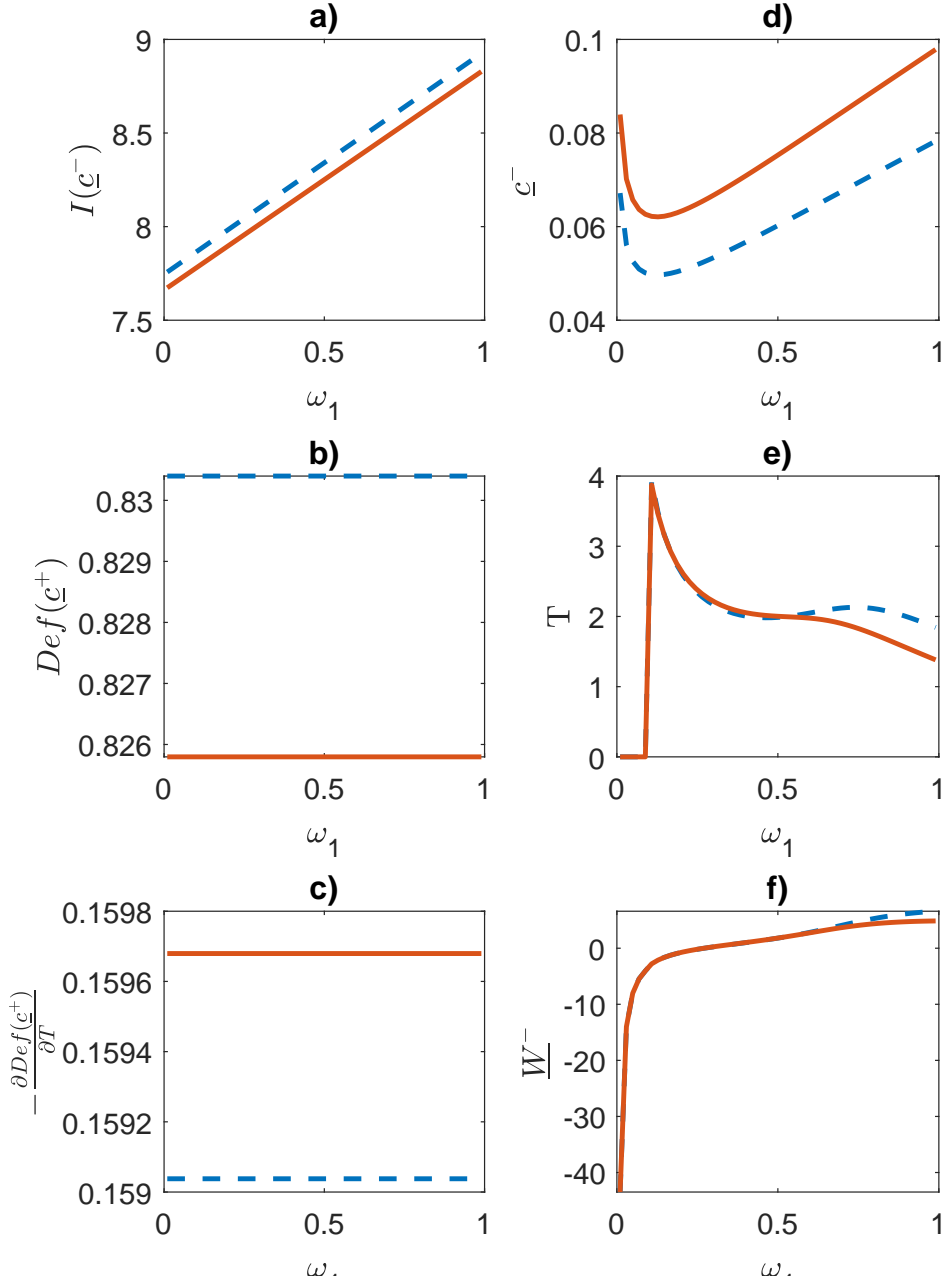 a)
9
8.5
8
7.5
I(c⁻)
0 0.5 1
ω₁
d)
0.1
0.08
0.06
0.04
c⁻
0 0.5 1
ω₁
b)
0.83
0.829
0.828
0.827
0.826
Def(c⁺)
0 0.5 1
ω₁
e)
4
3
2
1
0
T
0 0.5 1
ω₁
c)
0.1598
0.1596
0.1594
0.1592
0.159
−∂Def(c⁺)/∂T
0 0.5 1
f)
0
-10
-20
-30
-40
W⁻
0 0.5 1